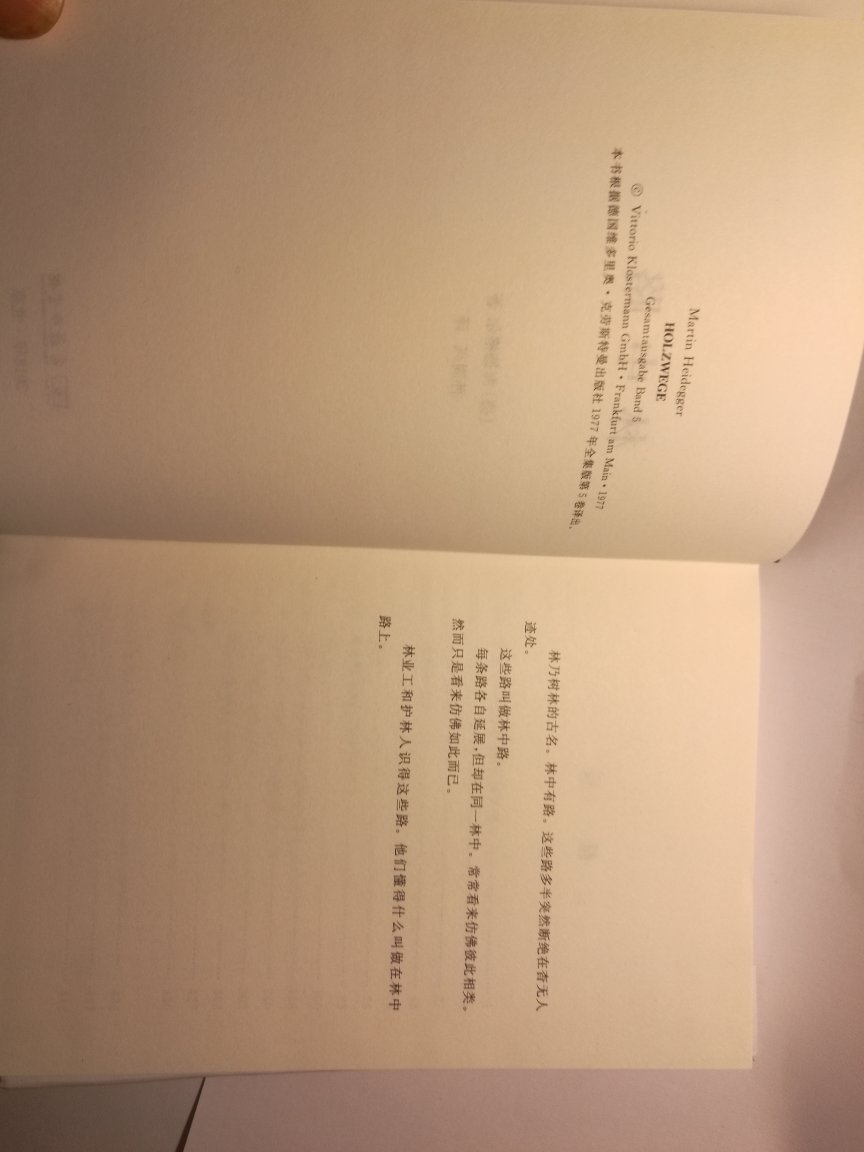 Martin Heidegger
HOLZWEGE
Gesamtausgabe Band 5
© Vittorio Klostermann GmbH · Frankfurt am Main · 1977
本书根据德国维多里奥·克劳斯特曼出版社 1977 年全集版第 5 卷译出。
林乃树林的古名。林中有路。这些路多半突然断绝在杳无人
迹处。
这些路叫做林中路。
每条路各自延展,但却在同一林中。常常看来仿佛彼此相类。
然而只是看来仿佛如此而已。
林业工和护林人识得这些路。他们懂得什么叫做在林中
路上。